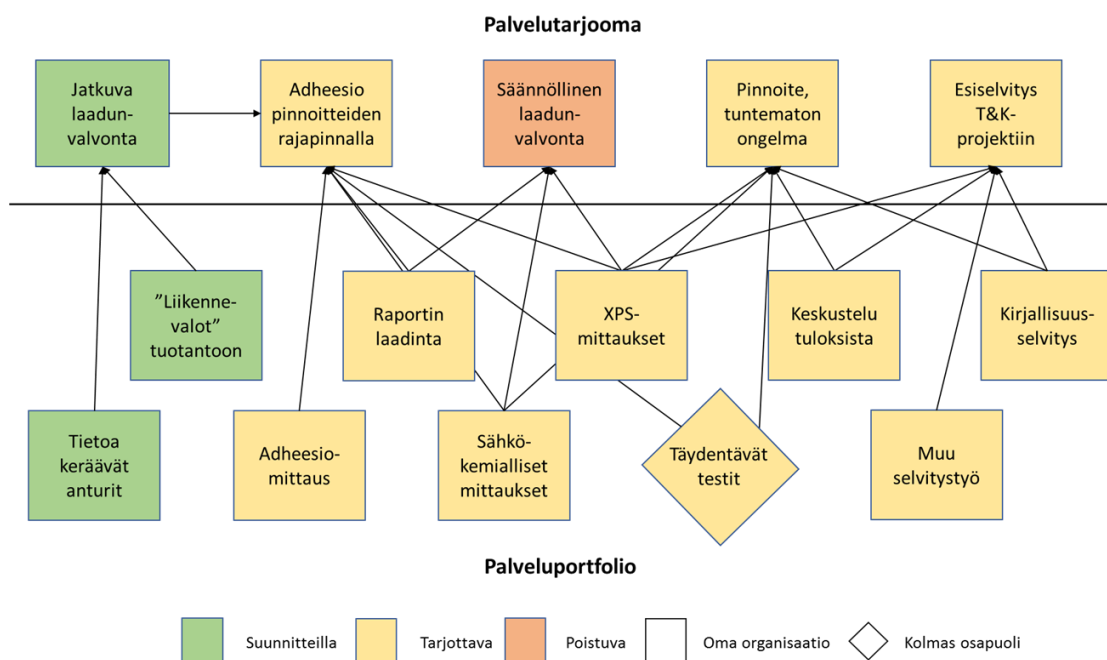 Palvelutarjooma
Jatkuva
laadun-
valvonta
Adheesio
pinnoitteiden
rajapinnalla
Säännöllinen
laadun-
valvonta
Pinnoite,
tuntematon
ongelma
Esiselvitys
T&K-
projektiin
”Liikenne-
valot”
tuotantoon
Raportin
laadinta
XPS-
mittaukset
Keskustelu
tuloksista
Kirjallisuus-
selvitys
Tietoa
keräävät
anturit
Adheesio-
mittaus
Sähkö-
kemialliset
mittaukset
Täydentävät
testit
Muu
selvitystyö
Palveluportfolio
Suunnitteilla
Tarjottava
Poistuva
Oma organisaatio
Kolmas osapuoli